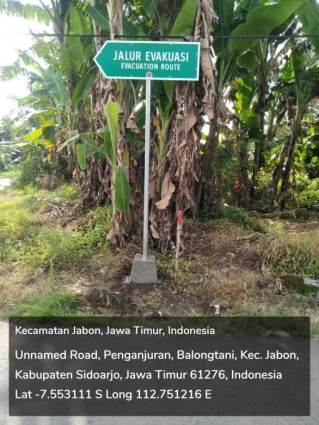 JALUR EVAKUASI
EVACUATION ROUTE
Kecamatan Jabon, Jawa Timur, Indonesia
Unnamed Road, Penganjuran, Balongtani, Kec. Jabon,
Kabupaten Sidoarjo, Jawa Timur 61276, Indonesia
Lat -7.553111 S Long 112.751216 E